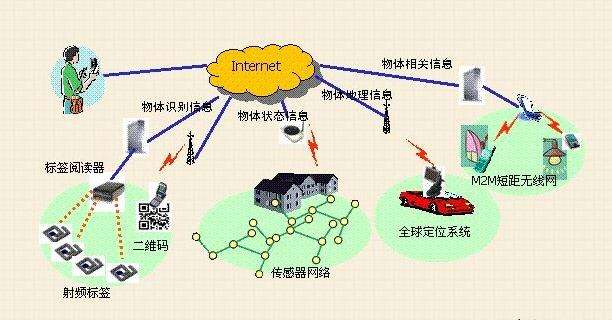 Internet
物体相关信息
物体识别信息
物体状态信息
物体地理信息
标签阅读器
二维码
射频标签
传感器网络
全球定位系统
M2M短距无线网